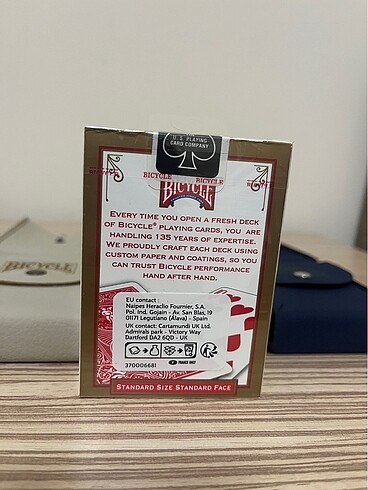 U. S. PLAYING
CARD COMPANY
BICYCLE BICYCLE
BICYCLE
EVERY TIME YOU OPEN A FRESH DECK
OF BICYCLE® PLAYING CARDS, YOU ARE
HANDLING 135 YEARS OF EXPERTISE.
WE PROUDLY CRAFT EACH DECK USING
CUSTOM PAPER AND COATINGS, SO YOU
CAN TRUST BICYCLE PERFORMANCE
HAND AFTER HAND.
EU contact :
Naipes Heraclio Fournier, S.A.
Pol. Ind. Gojain - Av. San Blas, 19
01171 Legutiano (Álava) - Spain
UK contact: Cartamundi UK Ltd.
Admirals park - Victory Way
Dartford DA2 6QD - UK
37000668J
STANDARD SIZE STANDARD FACE
BICYCLE